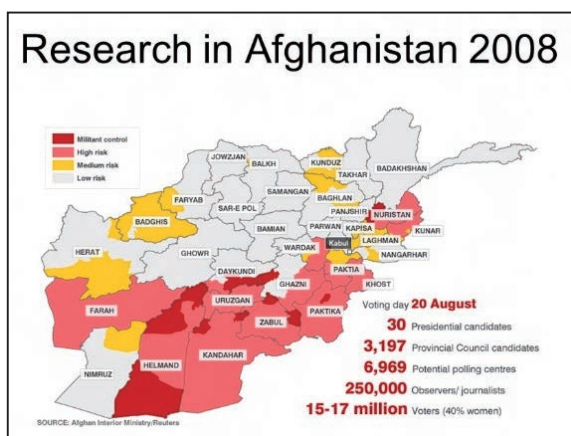 Research in Afghanistan 2008
Militant control
High risk
Medium risk
Low risk
JOWZJAN
BALKH
KUNDUZ
TAKHAR
BADAKHSHAN
FARYAB
SAMANGAN
BAGHLAN
SAR-E POL
PANJSHIR
NURISTAN
BADGHIS
BAMIAN
PARWAN
KAPISA
KUNAR
HERAT
GHOWR
WARDAK
Kabul
LAGHMAN
NANGARHAR
DAYKUNDI
PAKTIA
GHAZNI
KHOST
FARAH
URUZGAN
PAKTIKA
ZABUL
HELMAND
KANDAHAR
NIMRUZ
Voting day 20 August
30 Presidential candidates
3,197 Provincial Council candidates
6,969 Potential polling centres
250,000 Observers/ journalists
15-17 million Voters (40% women)
SOURCE: Afghan Interior Ministry/Reuters